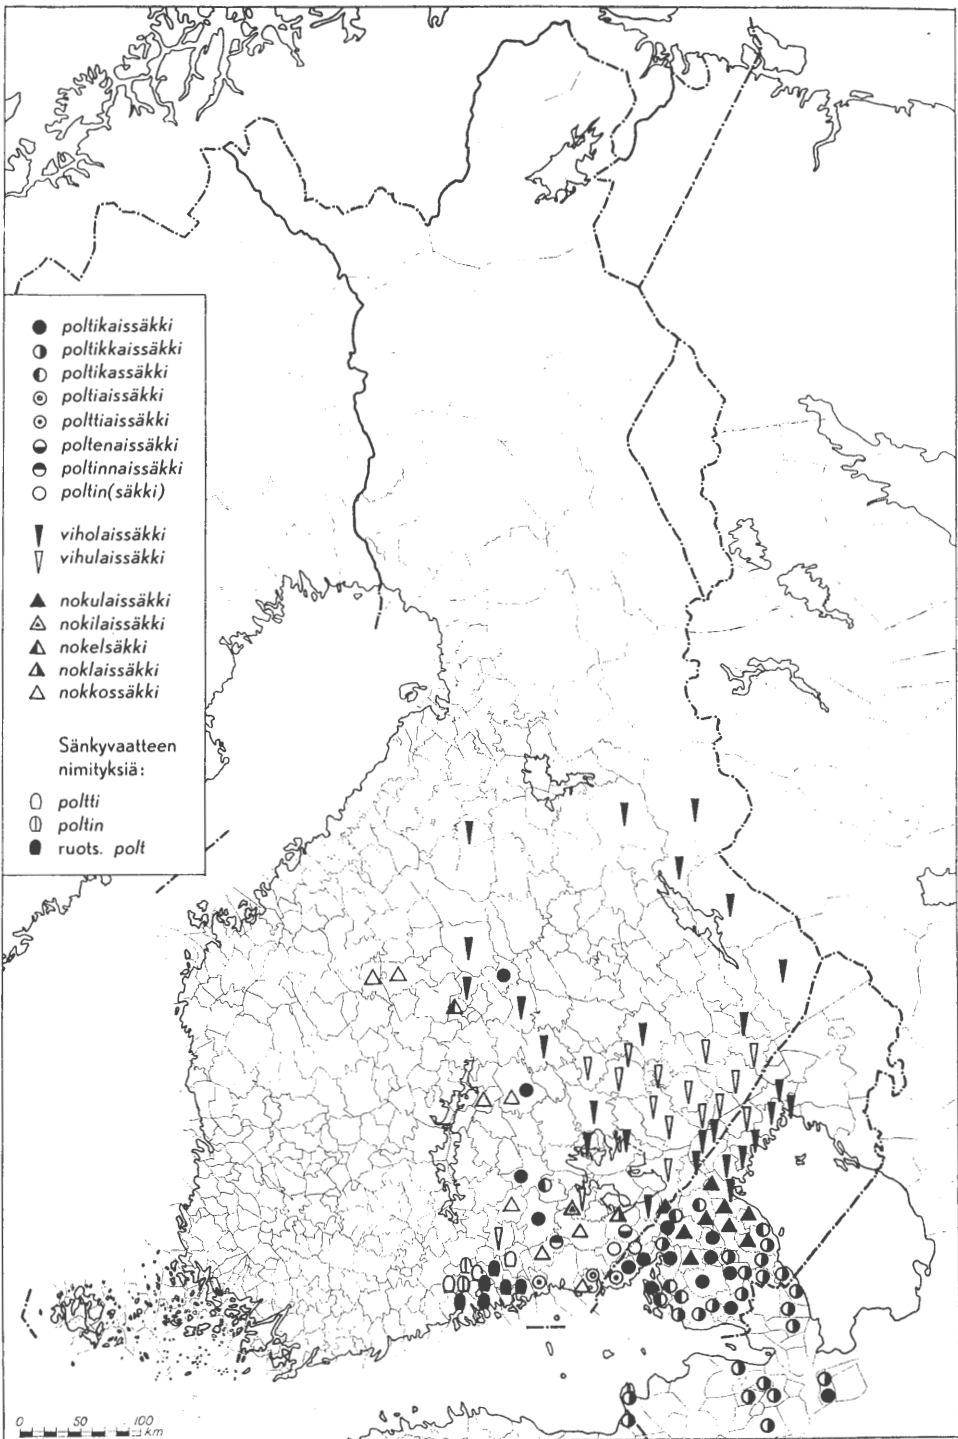 poltikaissäkki
poltikkaissäkki
poltikassäkki
poltiaissäkki
polttiaissäkki
poltenaissäkki
poltinnaissäkki
poltin(säkki)
viholaissäkki
vihulaissäkki
nokulaissäkki
nokilaissäkki
nokelsäkki
noklaissäkki
nokkossäkki
Sänkyvaatteen
nimityksiä:
poltti
poltin
ruots. polt
0 50 100
km